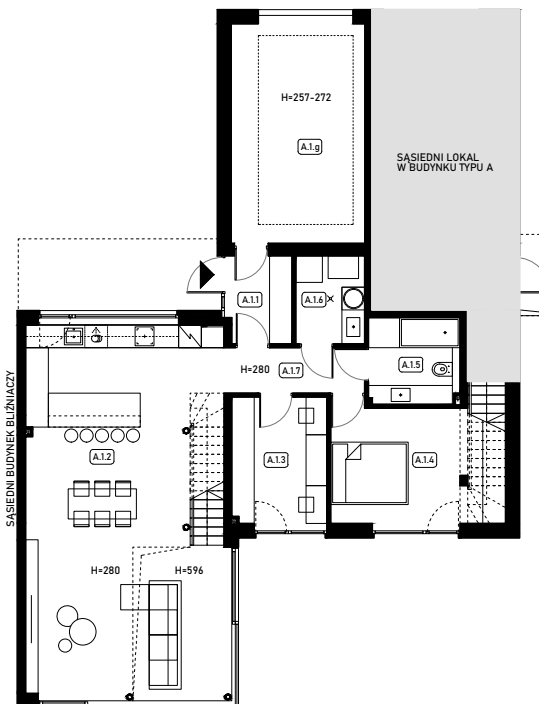 H=257-272
A.1.g
SĄSIEDNI LOKAL
W BUDYNKU TYPU A
A.1.1
A.1.6
A.1.5
H=280
A.1.7
SĄSIEDNI BUDYNEK BLIŹNIACZY
A.1.2
A.1.3
A.1.4
H=280
H=596